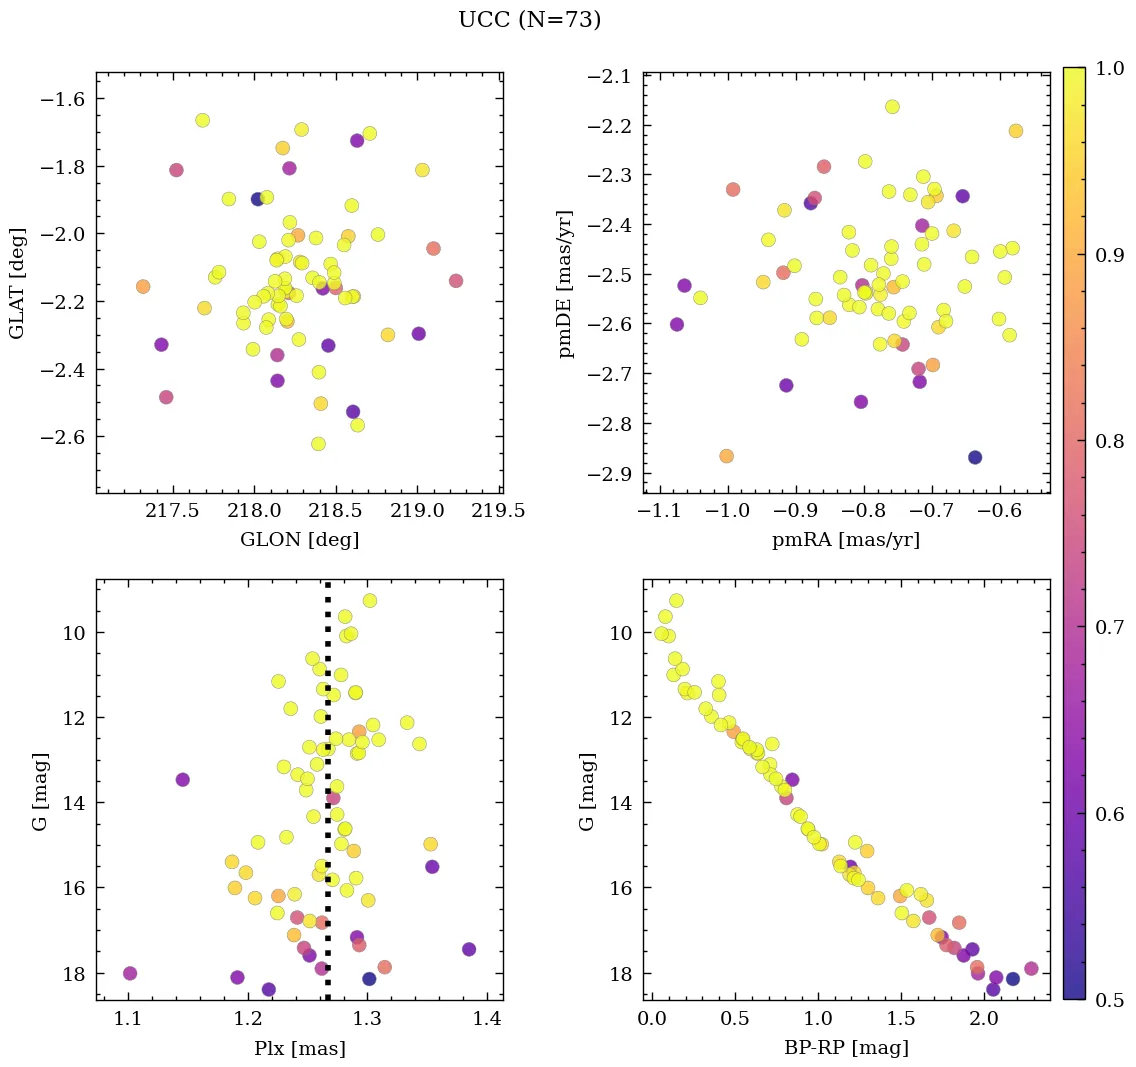 UCC (N=73)
−1.6
−1.8
−2.0
−2.2
−2.4
−2.6
GLAT [deg]
217.5 218.0 218.5 219.0 219.5
GLON [deg]
−2.1
−2.2
−2.3
−2.4
−2.5
−2.6
−2.7
−2.8
−2.9
pmDE [mas/yr]
−1.1 −1.0 −0.9 −0.8 −0.7 −0.6
pmRA [mas/yr]
10
12
14
16
18
G [mag]
1.1 1.2 1.3 1.4
Plx [mas]
10
12
14
16
18
G [mag]
0.0 0.5 1.0 1.5 2.0
BP-RP [mag]
1.0
0.9
0.8
0.7
0.6
0.5